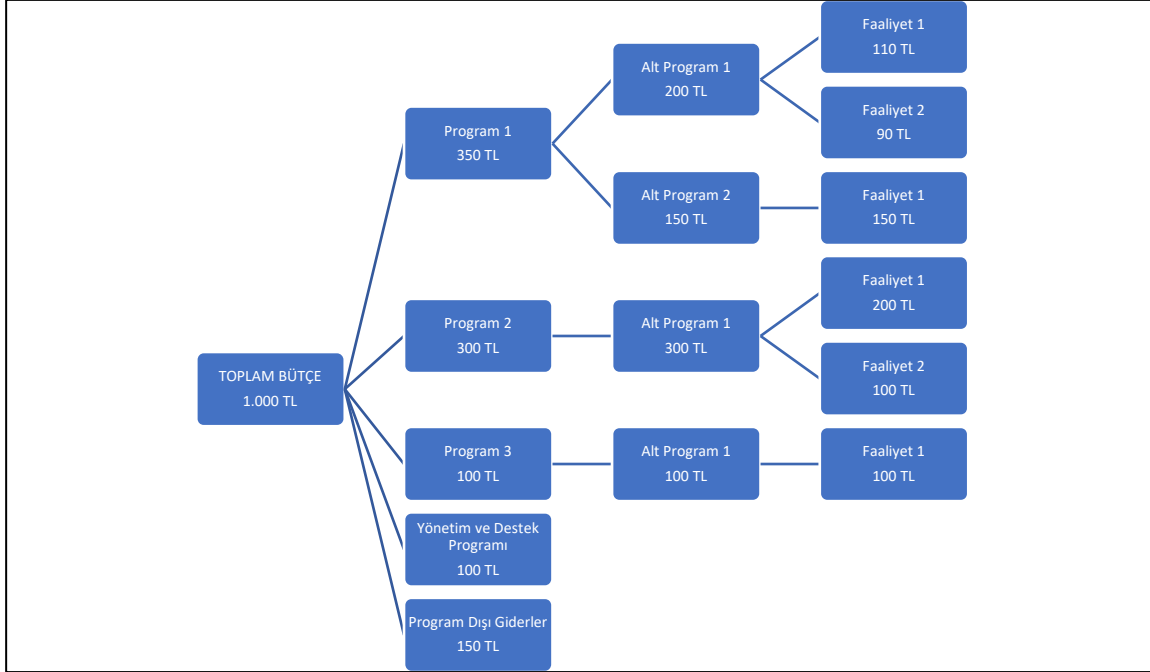 Faaliyet 1
110 TL
Alt Program 1
200 TL
Faaliyet 2
90 TL
Program 1
350 TL
Alt Program 2
150 TL
Faaliyet 1
150 TL
Faaliyet 1
200 TL
Program 2
300 TL
Alt Program 1
300 TL
Faaliyet 2
100 TL
TOPLAM BÜTÇE
1.000 TL
Program 3
100 TL
Alt Program 1
100 TL
Faaliyet 1
100 TL
Yönetim ve Destek
Programı
100 TL
Program Dışı Giderler
150 TL